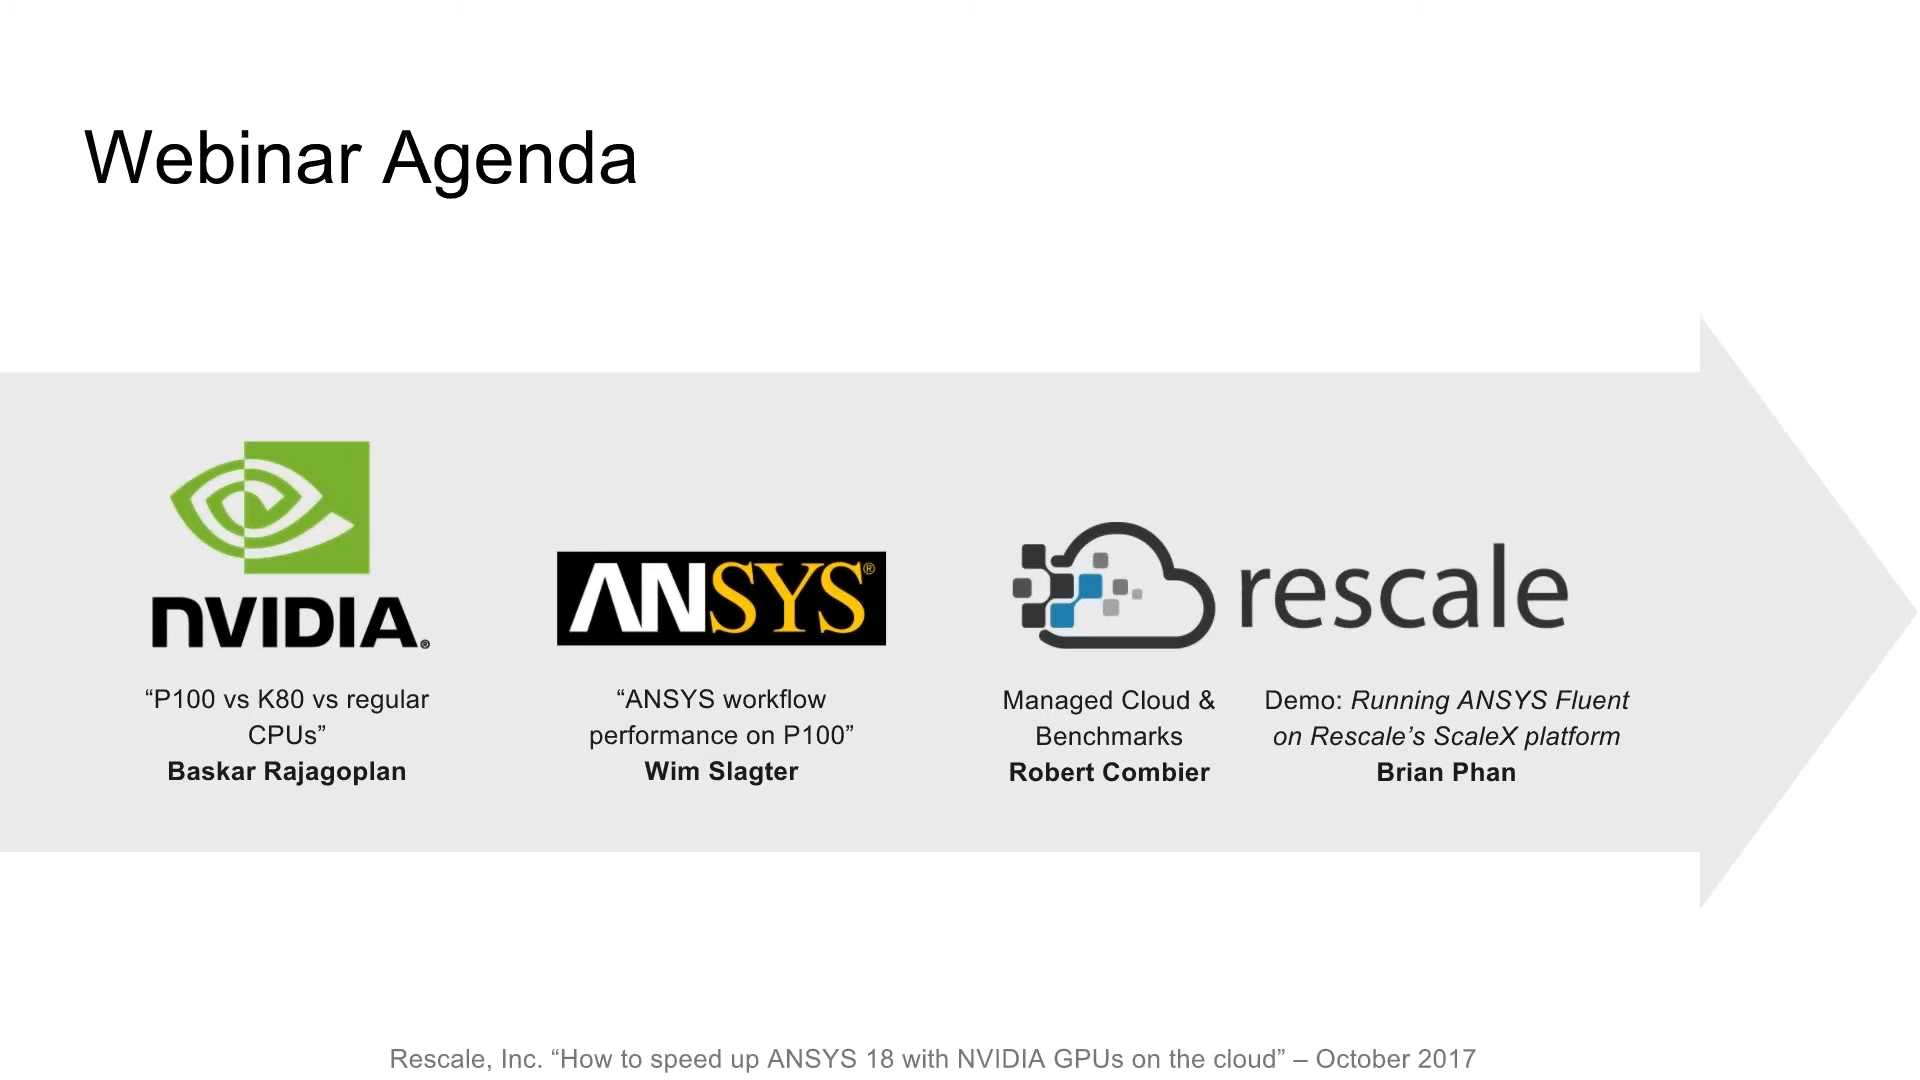 Webinar Agenda
NVIDIA®
ANSYS®
rescale
“P100 vs K80 vs regular
CPUs”
Baskar Rajagoplan
“ANSYS workflow
performance on P100”
Wim Slagter
Managed Cloud &
Benchmarks
Robert Combier
Demo: Running ANSYS Fluent
on Rescale’s ScaleX platform
Brian Phan
Rescale, Inc. “How to speed up ANSYS 18 with NVIDIA GPUs on the cloud” – October 2017